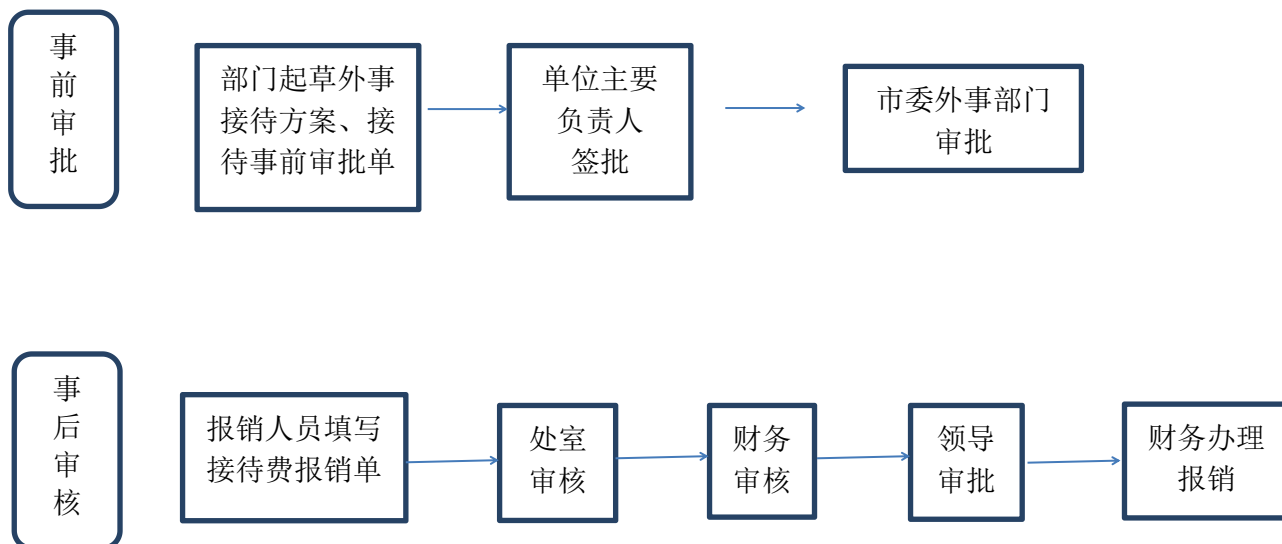 事
前
审
批
部门起草外事
接待方案、接
待事前审批单
单位主要
负责人
签批
市委外事部门
审批
事
后
审
核
报销人员填写
接待费报销单
处室
审核
财务
审核
领导
审批
财务办理
报销